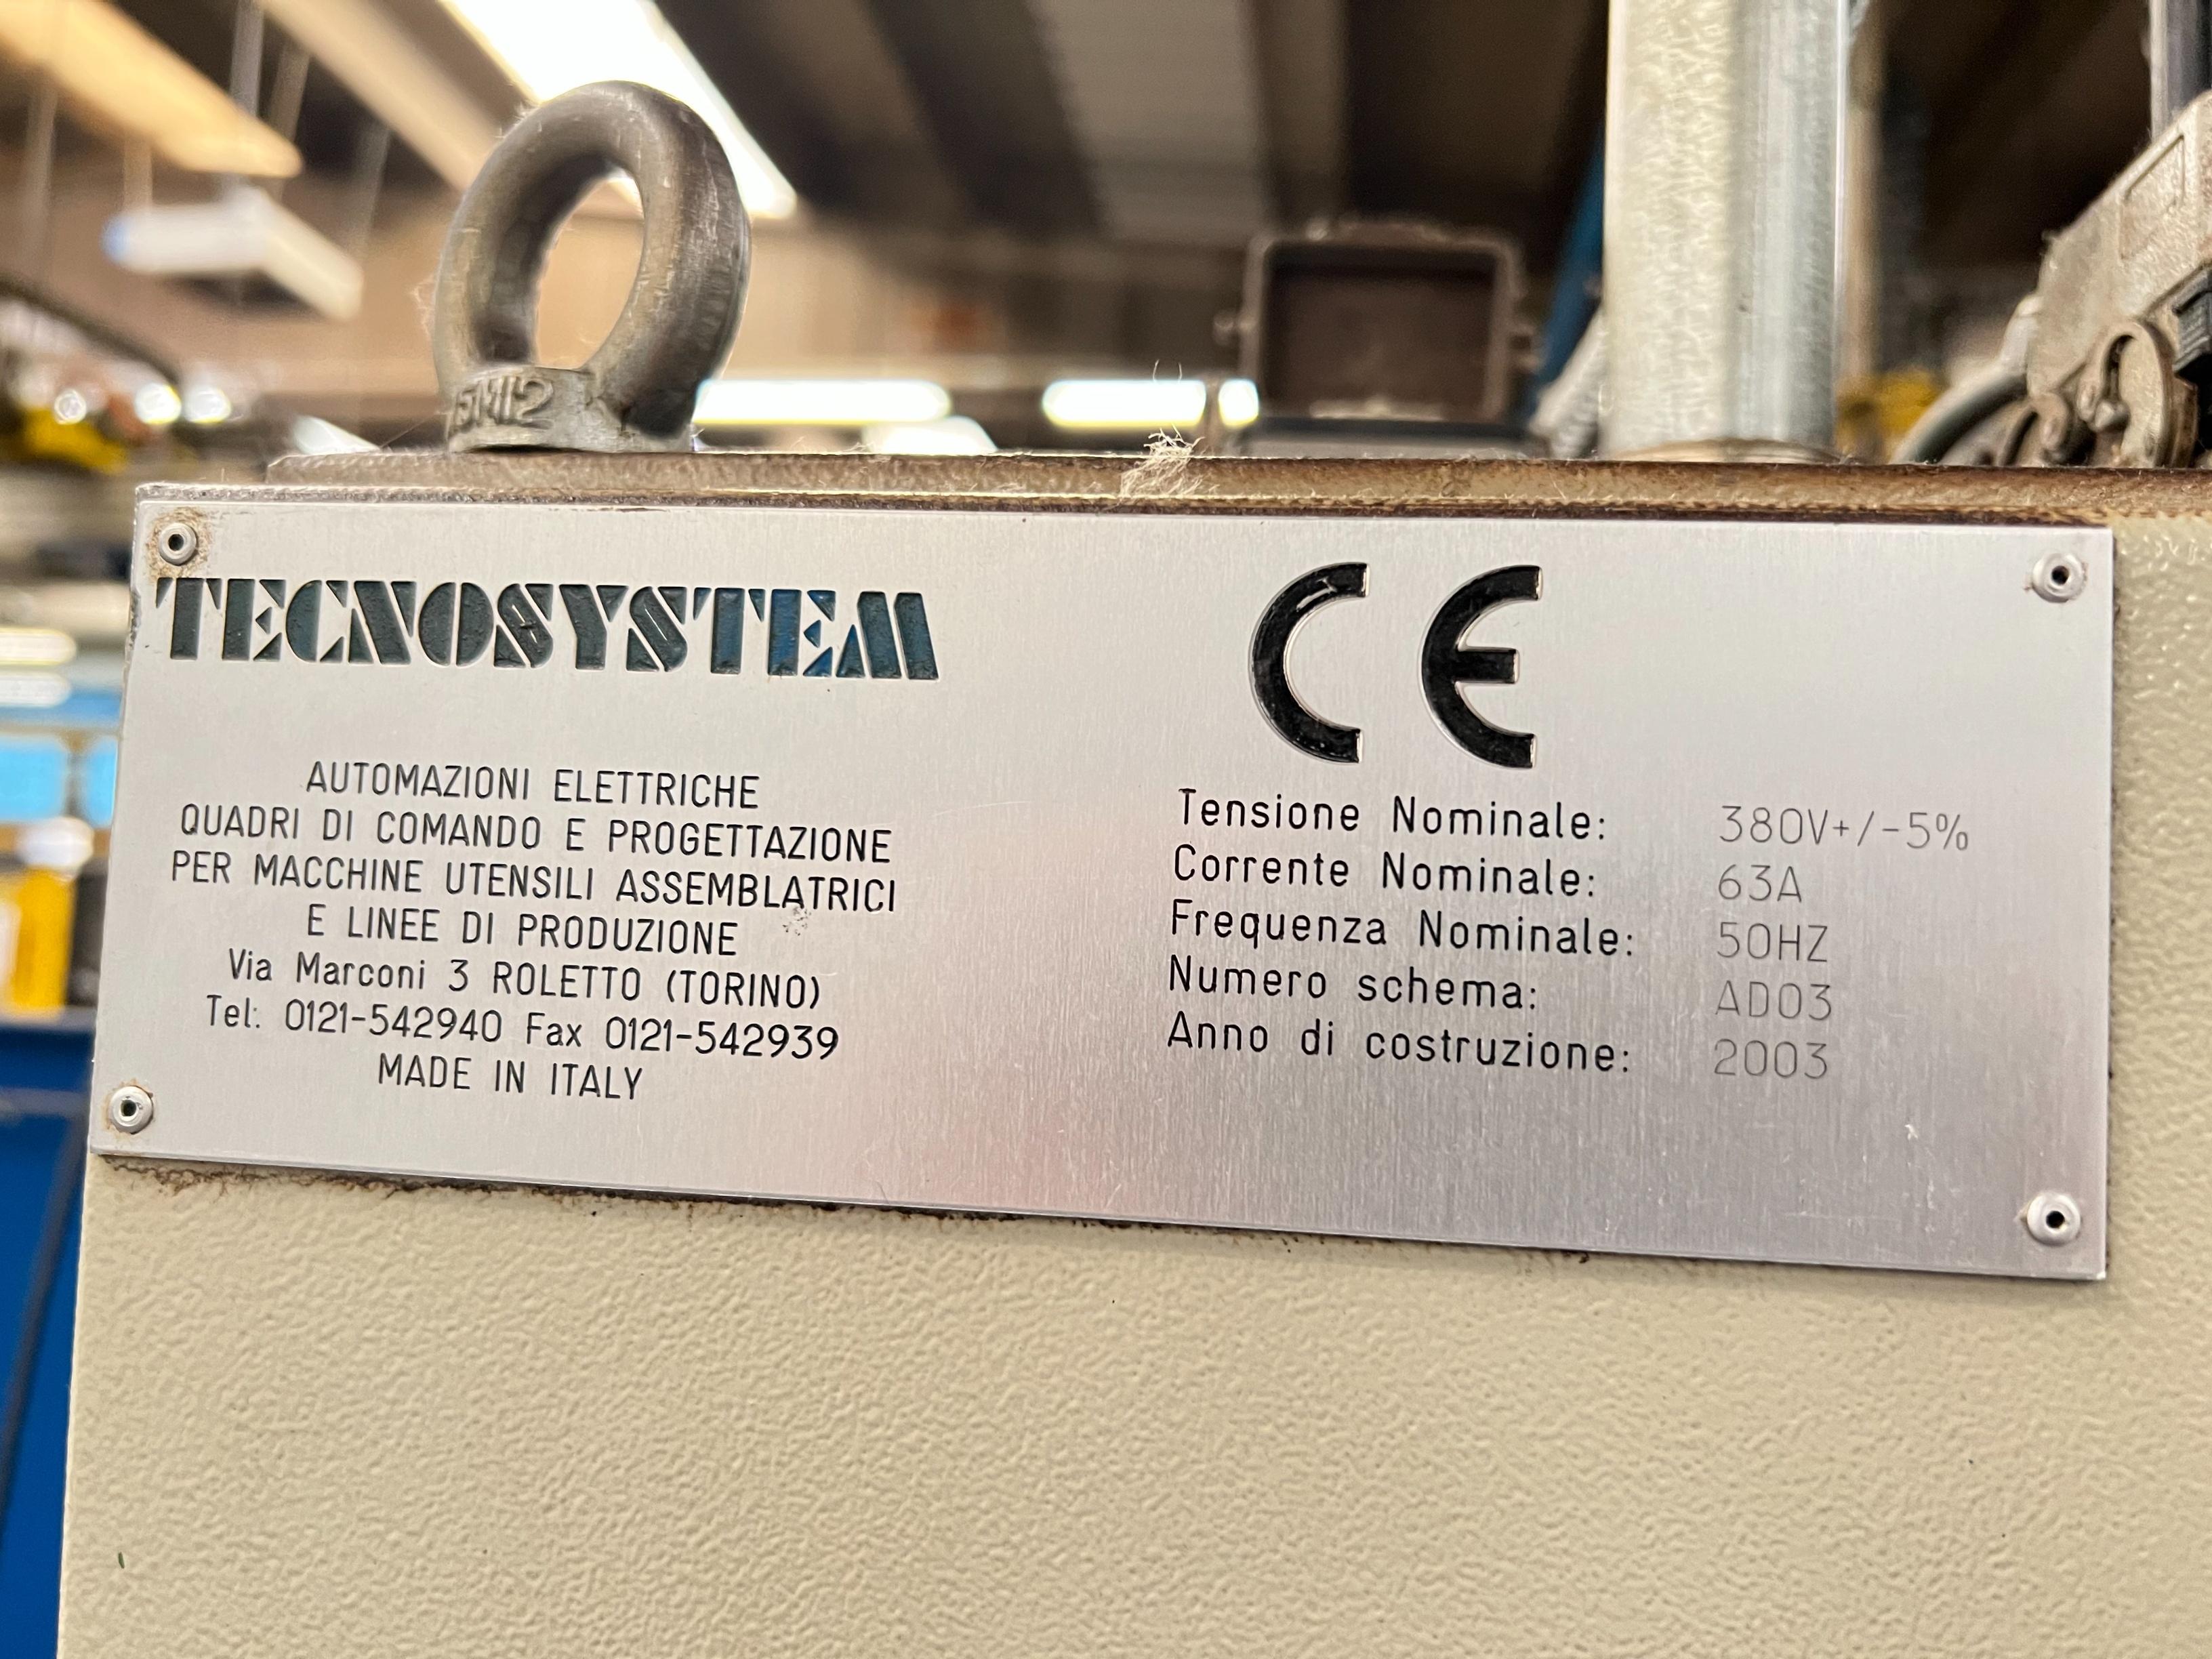 TECNOSYSTEM
AUTOMAZIONI ELETTRICHE
QUADRI DI COMANDO E PROGETTAZIONE
PER MACCHINE UTENSILI ASSEMBLATRICI
E LINEE DI PRODUZIONE
Via Marconi 3 ROLETTO (TORINO)
Tel: 0121-542940 Fax 0121-542939
MADE IN ITALY
CE
Tensione Nominale: 380V+/-5%
Corrente Nominale: 63A
Frequenza Nominale: 50HZ
Numero schema: AD03
Anno di costruzione: 2003